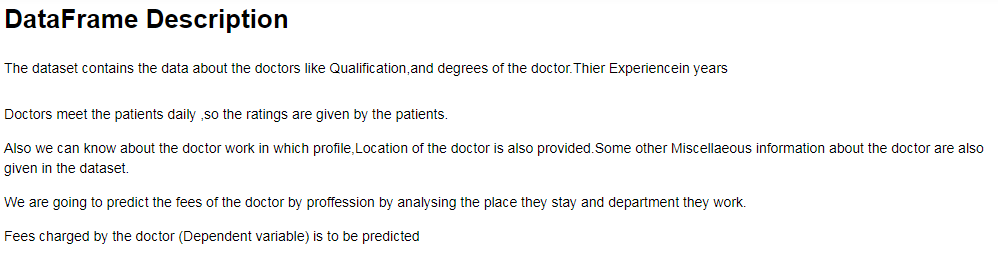 DataFrame Description
The dataset contains the data about the doctors like Qualification,and degrees of the doctor.Thier Experiencein years
Doctors meet the patients daily ,so the ratings are given by the patients.
Also we can know about the doctor work in which profile,Location of the doctor is also provided.Some other Miscellaeous information about the doctor are also
given in the dataset.
We are going to predict the fees of the doctor by proffession by analysing the place they stay and department they work.
Fees charged by the doctor (Dependent variable) is to be predicted